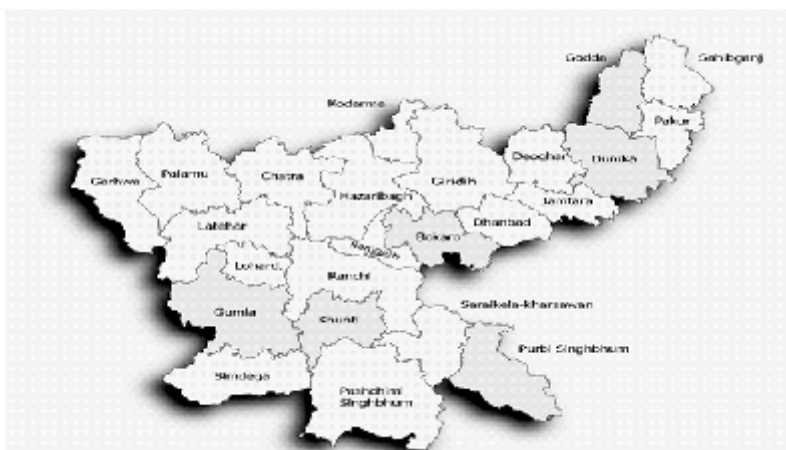 Godda
Sahibganj
Koderma
Pakur
Deoghar
Dumka
Garhwa
Palamu
Chatra
Giridih
Hazaribagh
Jamtara
Latehar
Dhanbad
Bokaro
Lohard
Ranchi
Gumla
Khunti
Saraikela-kharsawan
Purbi Singhbhum
Simdega
Pashchimi
Singhbhum